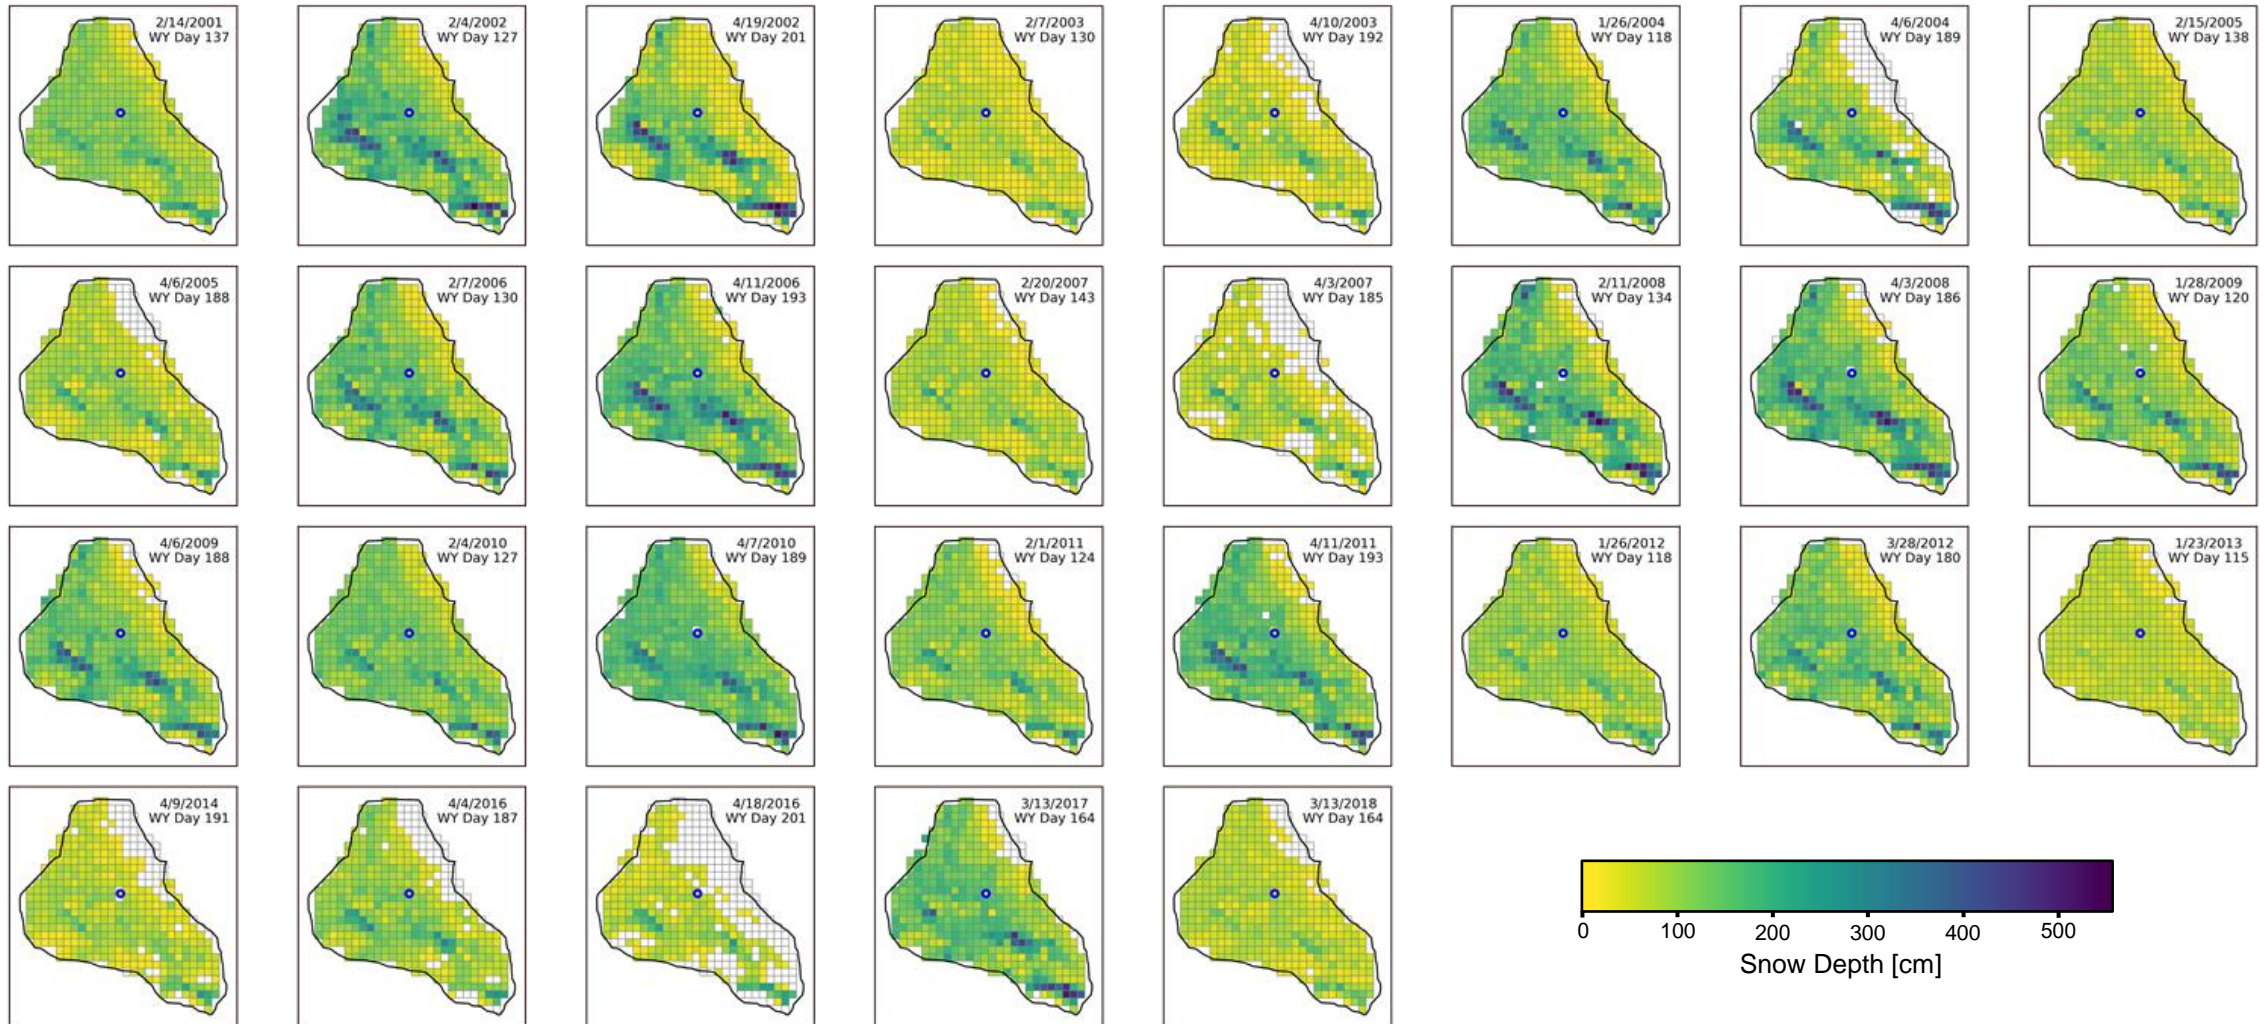 2/14/2001
WY Day 137
2/4/2002
WY Day 127
4/19/2002
WY Day 201
2/7/2003
WY Day 130
4/10/2003
WY Day 192
1/26/2004
WY Day 118
4/6/2004
WY Day 189
2/15/2005
WY Day 138
4/6/2005
WY Day 188
2/7/2006
WY Day 130
4/11/2006
WY Day 193
2/20/2007
WY Day 143
4/3/2007
WY Day 185
2/11/2008
WY Day 134
4/3/2008
WY Day 186
1/28/2009
WY Day 120
4/6/2009
WY Day 188
2/4/2010
WY Day 127
4/7/2010
WY Day 189
2/1/2011
WY Day 124
4/11/2011
WY Day 193
1/26/2012
WY Day 118
3/28/2012
WY Day 180
1/23/2013
WY Day 115
4/9/2014
WY Day 191
4/4/2016
WY Day 187
4/18/2016
WY Day 201
3/13/2017
WY Day 164
3/13/2018
WY Day 164
0 100 200 300 400 500
Snow Depth [cm]